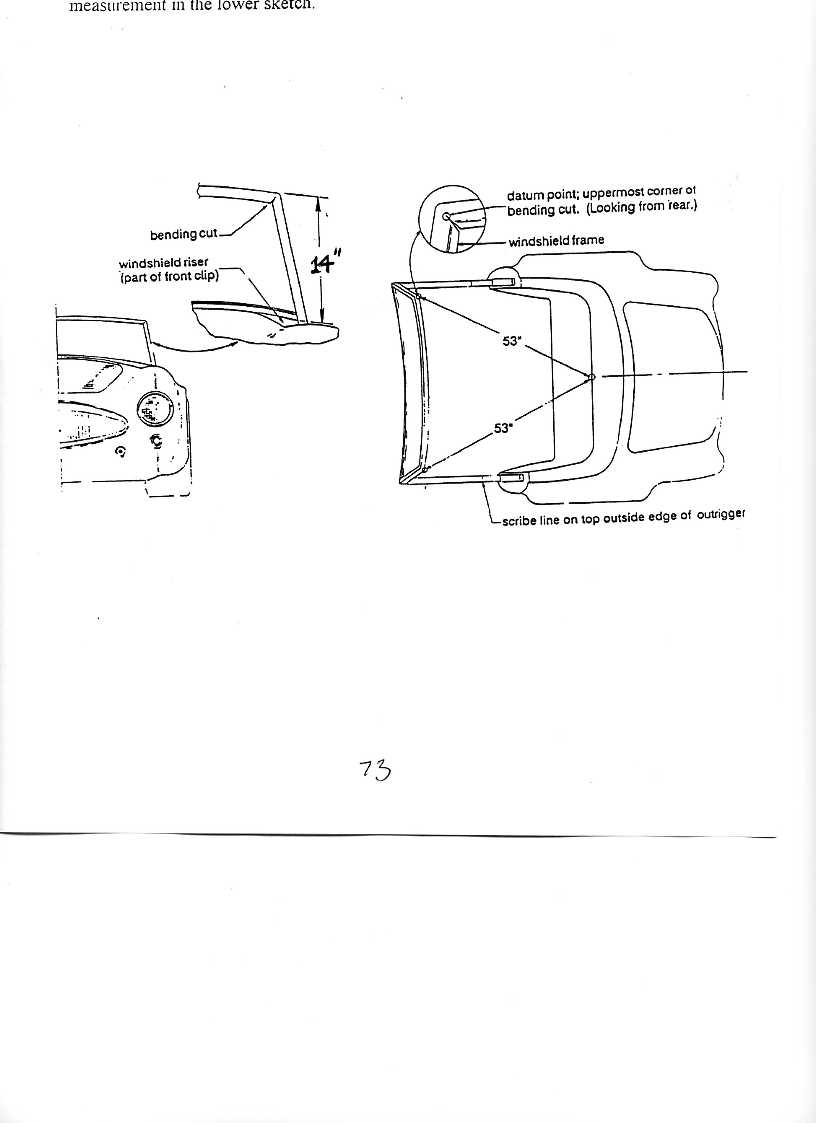 measurement in the lower sketch.
bending cut
windshield riser
(part of front clip)
14"
datum point; uppermost corner of
bending cut. (Looking from rear.)
windshield frame
53"
53"
scribe line on top outside edge of outrigger
73